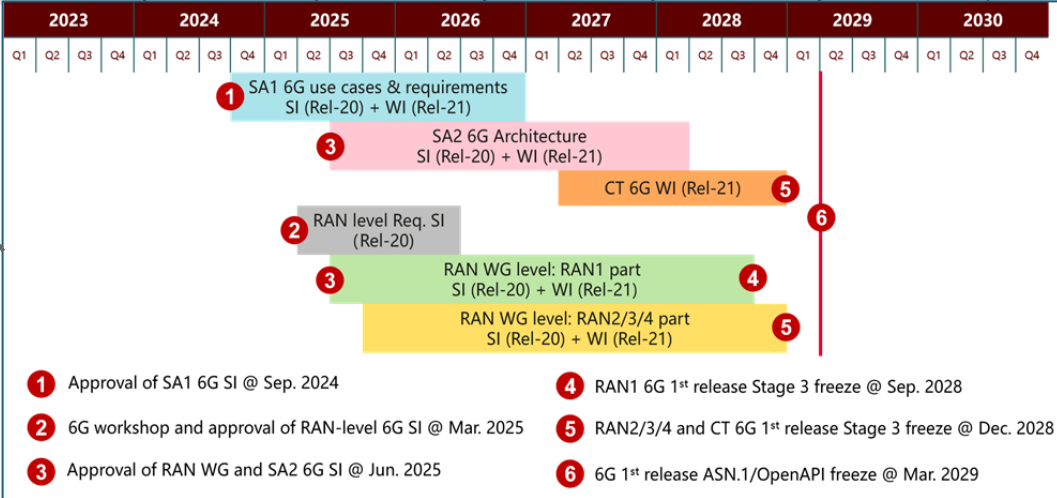 2023 2024 2025 2026 2027 2028 2029 2030
Q1 Q2 Q3 Q4 Q1 Q2 Q3 Q4 Q1 Q2 Q3 Q4 Q1 Q2 Q3 Q4 Q1 Q2 Q3 Q4 Q1 Q2 Q3 Q4 Q1 Q2 Q3 Q4 Q1 Q2 Q3 Q4
1 SA1 6G use cases & requirements
SI (Rel-20) + WI (Rel-21)
3 SA2 6G Architecture
SI (Rel-20) + WI (Rel-21)
CT 6G WI (Rel-21) 5
6
2 RAN level Req. SI
(Rel-20)
3 RAN WG level: RAN1 part 4
SI (Rel-20) + WI (Rel-21)
RAN WG level: RAN2/3/4 part 5
SI (Rel-20) + WI (Rel-21)
1 Approval of SA1 6G SI @ Sep. 2024
2 6G workshop and approval of RAN-level 6G SI @ Mar. 2025
3 Approval of RAN WG and SA2 6G SI @ Jun. 2025
4 RAN1 6G 1st release Stage 3 freeze @ Sep. 2028
5 RAN2/3/4 and CT 6G 1st release Stage 3 freeze @ Dec. 2028
6 6G 1st release ASN.1/OpenAPI freeze @ Mar. 2029